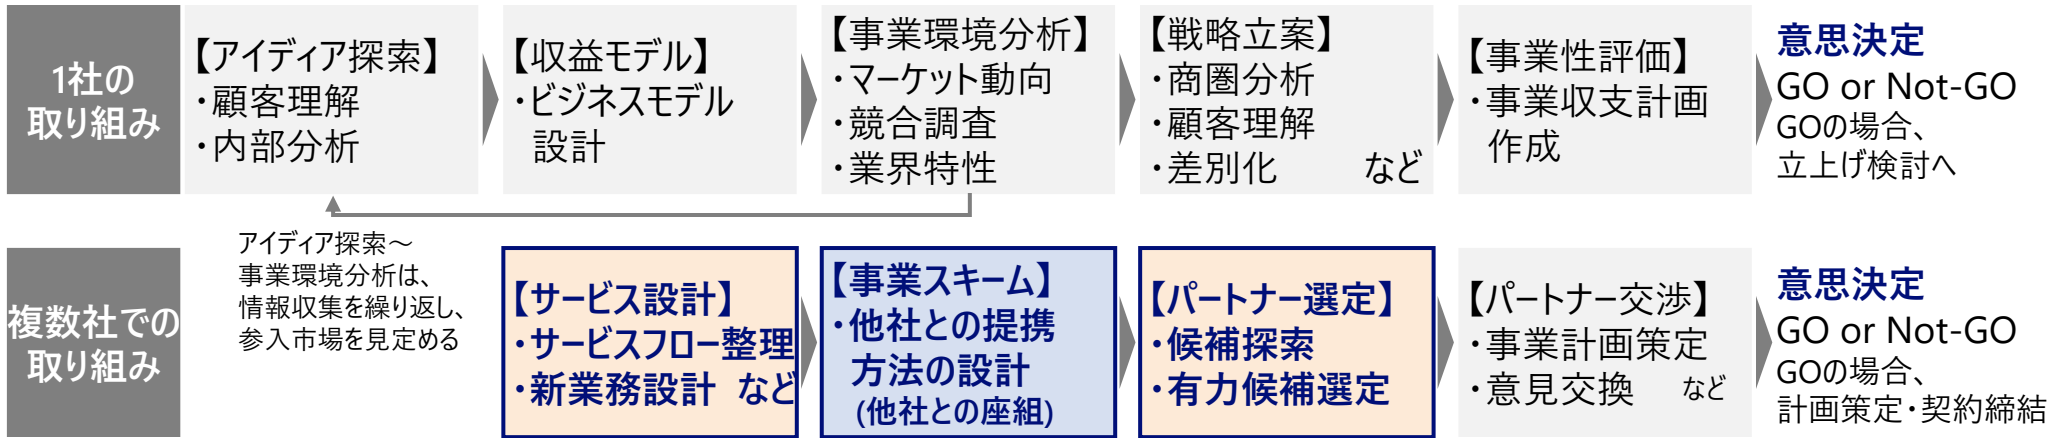 1社の
取り組み
【アイディア探索】
・顧客理解
・内部分析
【収益モデル】
・ビジネスモデル
設計
【事業環境分析】
・マーケット動向
・競合調査
・業界特性
【戦略立案】
・商圏分析
・顧客理解
・差別化 など
【事業性評価】
・事業収支計画
作成
意思決定
GO or Not-GO
GOの場合、
立上げ検討へ
アイディア探索～
事業環境分析は、
情報収集を繰り返し、
参入市場を見定める
複数社での
取り組み
【サービス設計】
・サービスフロー整理
・新業務設計 など
【事業スキーム】
・他社との提携
方法の設計
(他社との座組)
【パートナー選定】
・候補探索
・有力候補選定
【パートナー交渉】
・事業計画策定
・意見交換 など
意思決定
GO or Not-GO
GOの場合、
計画策定・契約締結